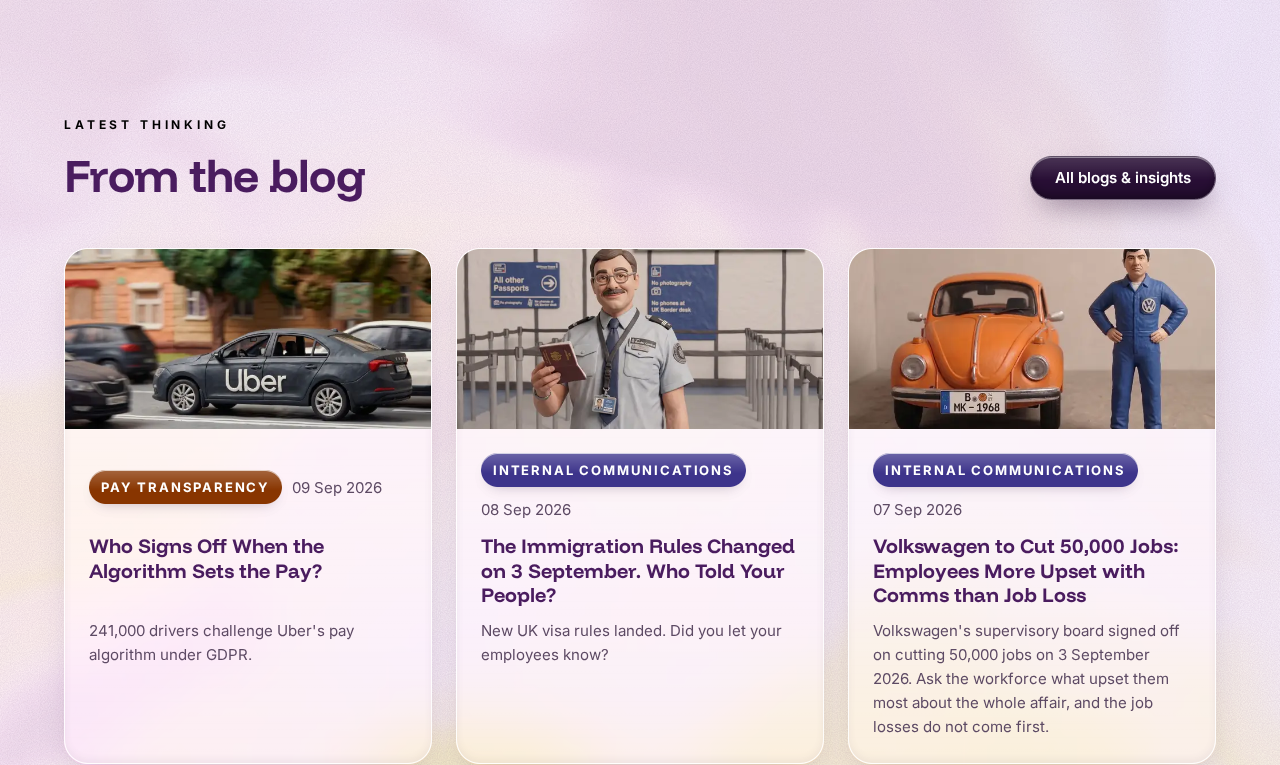 LATEST THINKING
From the blog
All blogs & insights
Uber
All other
Passports
No photography
No phones at
UK Border desk
B
MK-1968
PAY TRANSPARENCY
09 Sep 2026
Who Signs Off When the
Algorithm Sets the Pay?
241,000 drivers challenge Uber's pay
algorithm under GDPR.
INTERNAL COMMUNICATIONS
08 Sep 2026
The Immigration Rules Changed
on 3 September. Who Told Your
People?
New UK visa rules landed. Did you let your
employees know?
INTERNAL COMMUNICATIONS
07 Sep 2026
Volkswagen to Cut 50,000 Jobs:
Employees More Upset with
Comms than Job Loss
Volkswagen's supervisory board signed off
on cutting 50,000 jobs on 3 September
2026. Ask the workforce what upset them
most about the whole affair, and the job
losses do not come first.